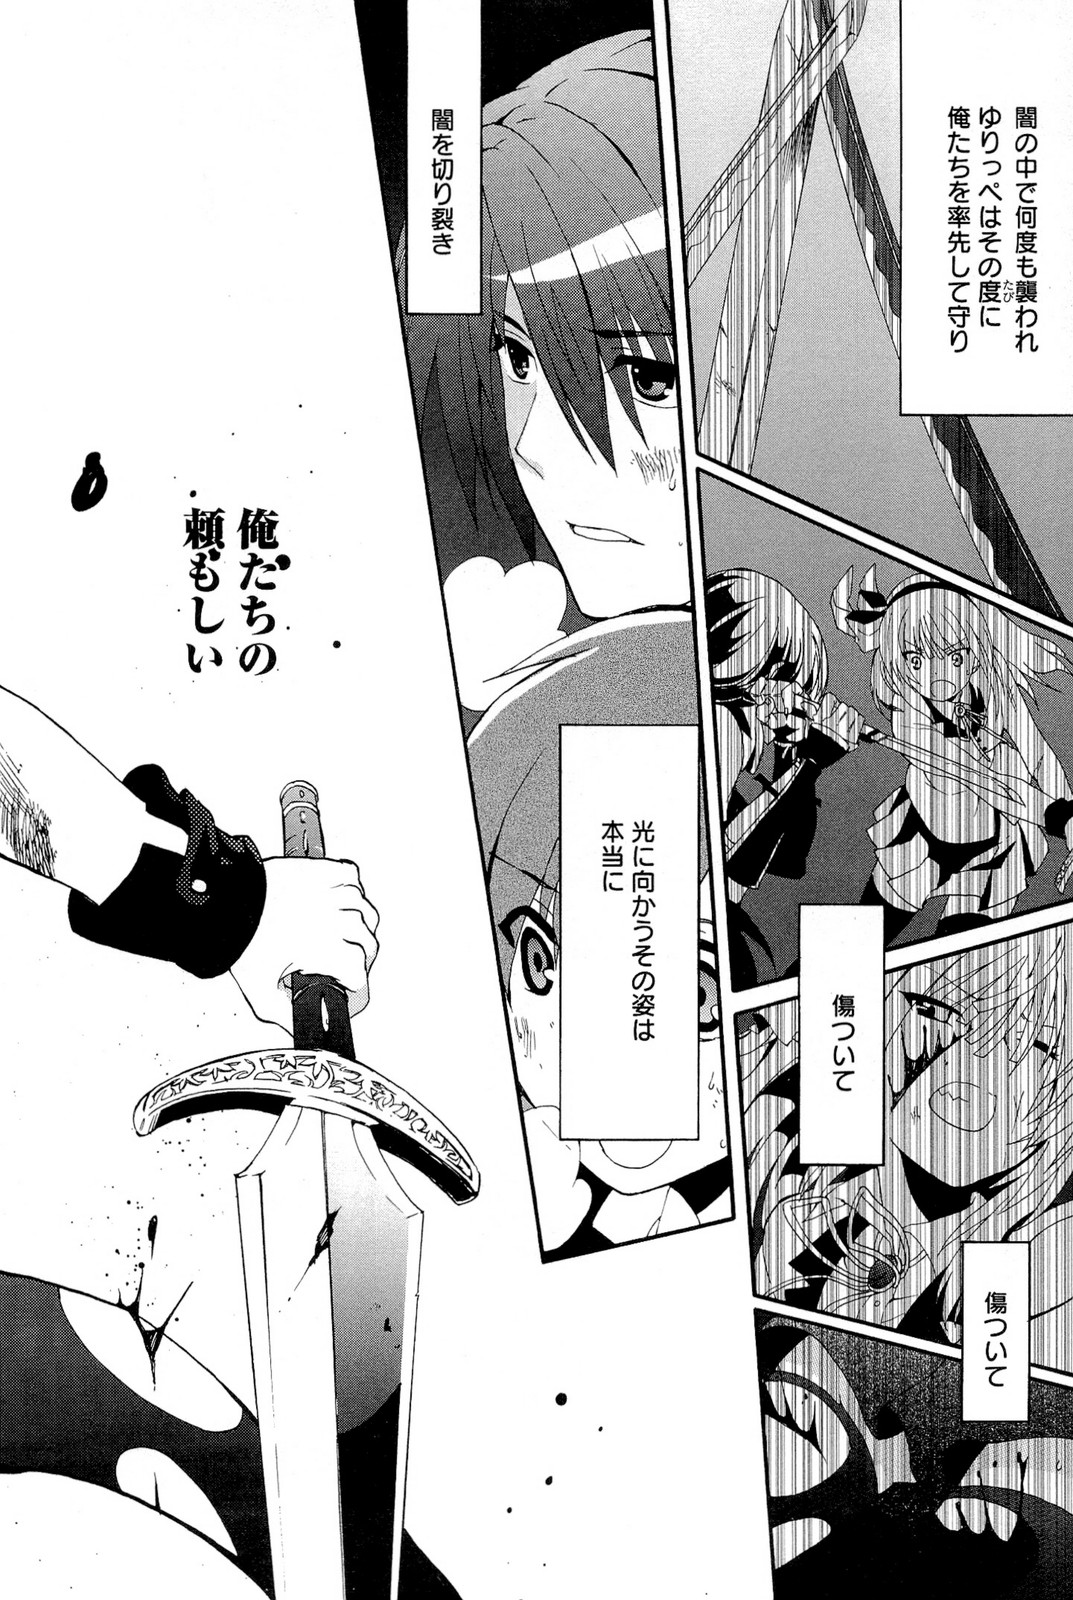 闇の中で何度も襲われ
ゆりっぺはその度に
たび
俺たちを率先して守り
傷ついて
傷ついて
闇を切り裂き
光に向かうその姿は
本当に
俺たちの
頼もしい